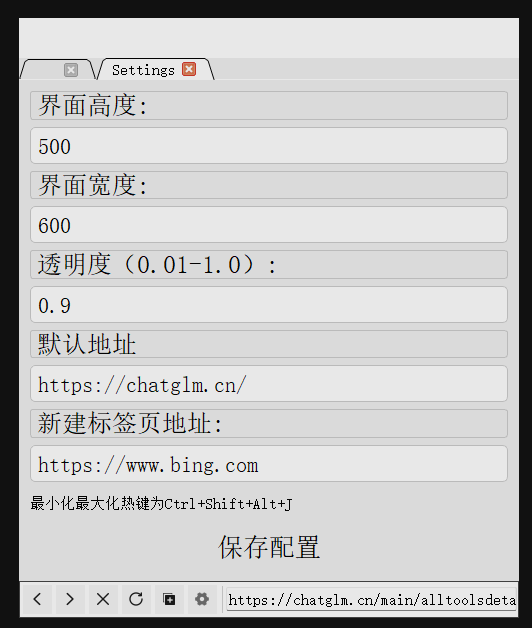 Settings
界面高度:
500
界面宽度:
600
透明度（0.01-1.0）:
0.9
默认地址
https://chatglm.cn/
新建标签页地址:
https://www.bing.com
最小化最大化热键为Ctrl+Shift+Alt+J
保存配置
https://chatglm.cn/main/alltoolsdeta